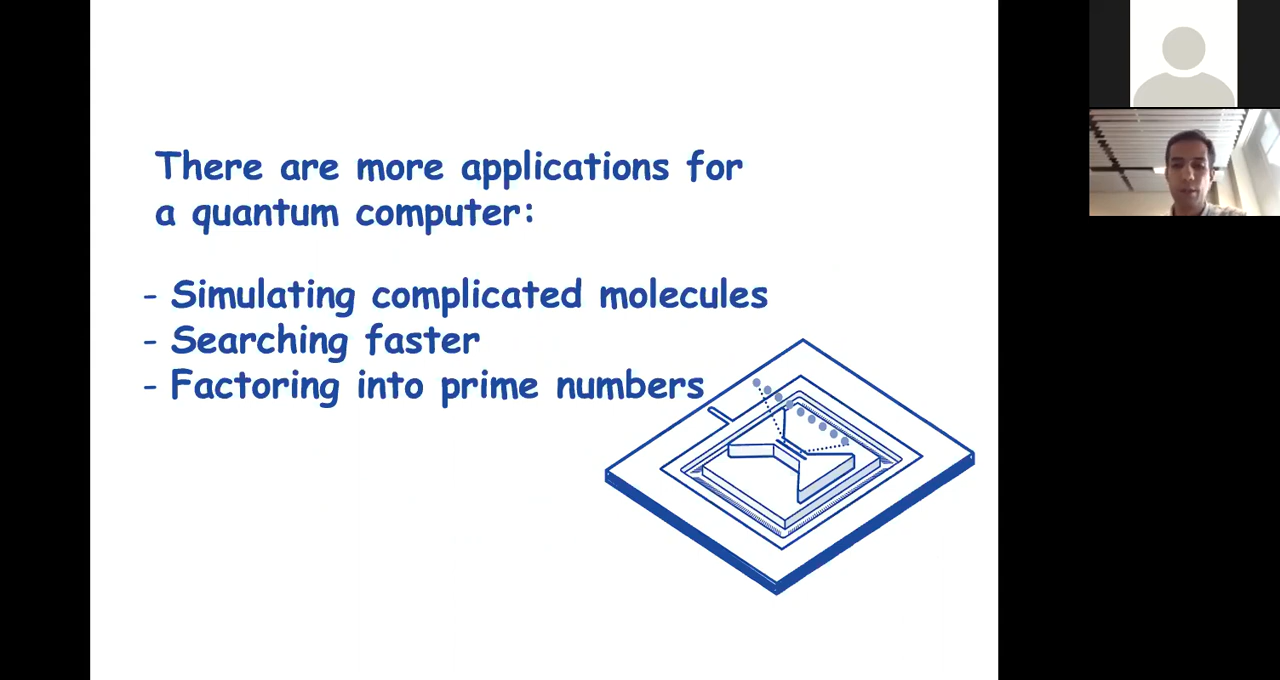 There are more applications for
a quantum computer:
- Simulating complicated molecules
- Searching faster
- Factoring into prime numbers